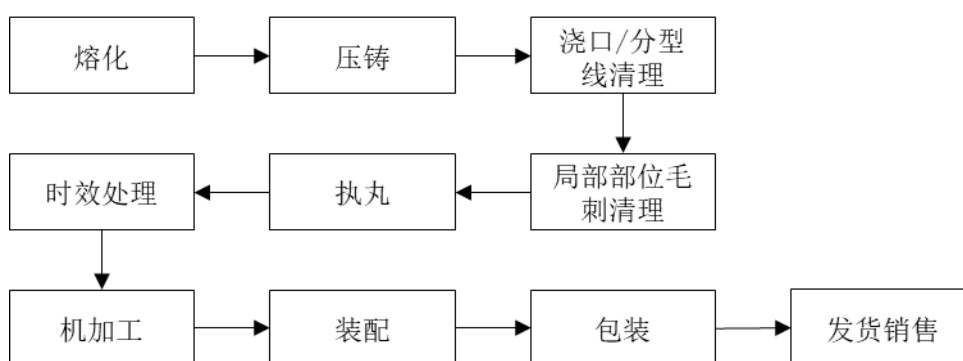 熔化
压铸
浇口/分型
线清理
局部部位毛
刺清理
执丸
时效处理
机加工
装配
包装
发货销售